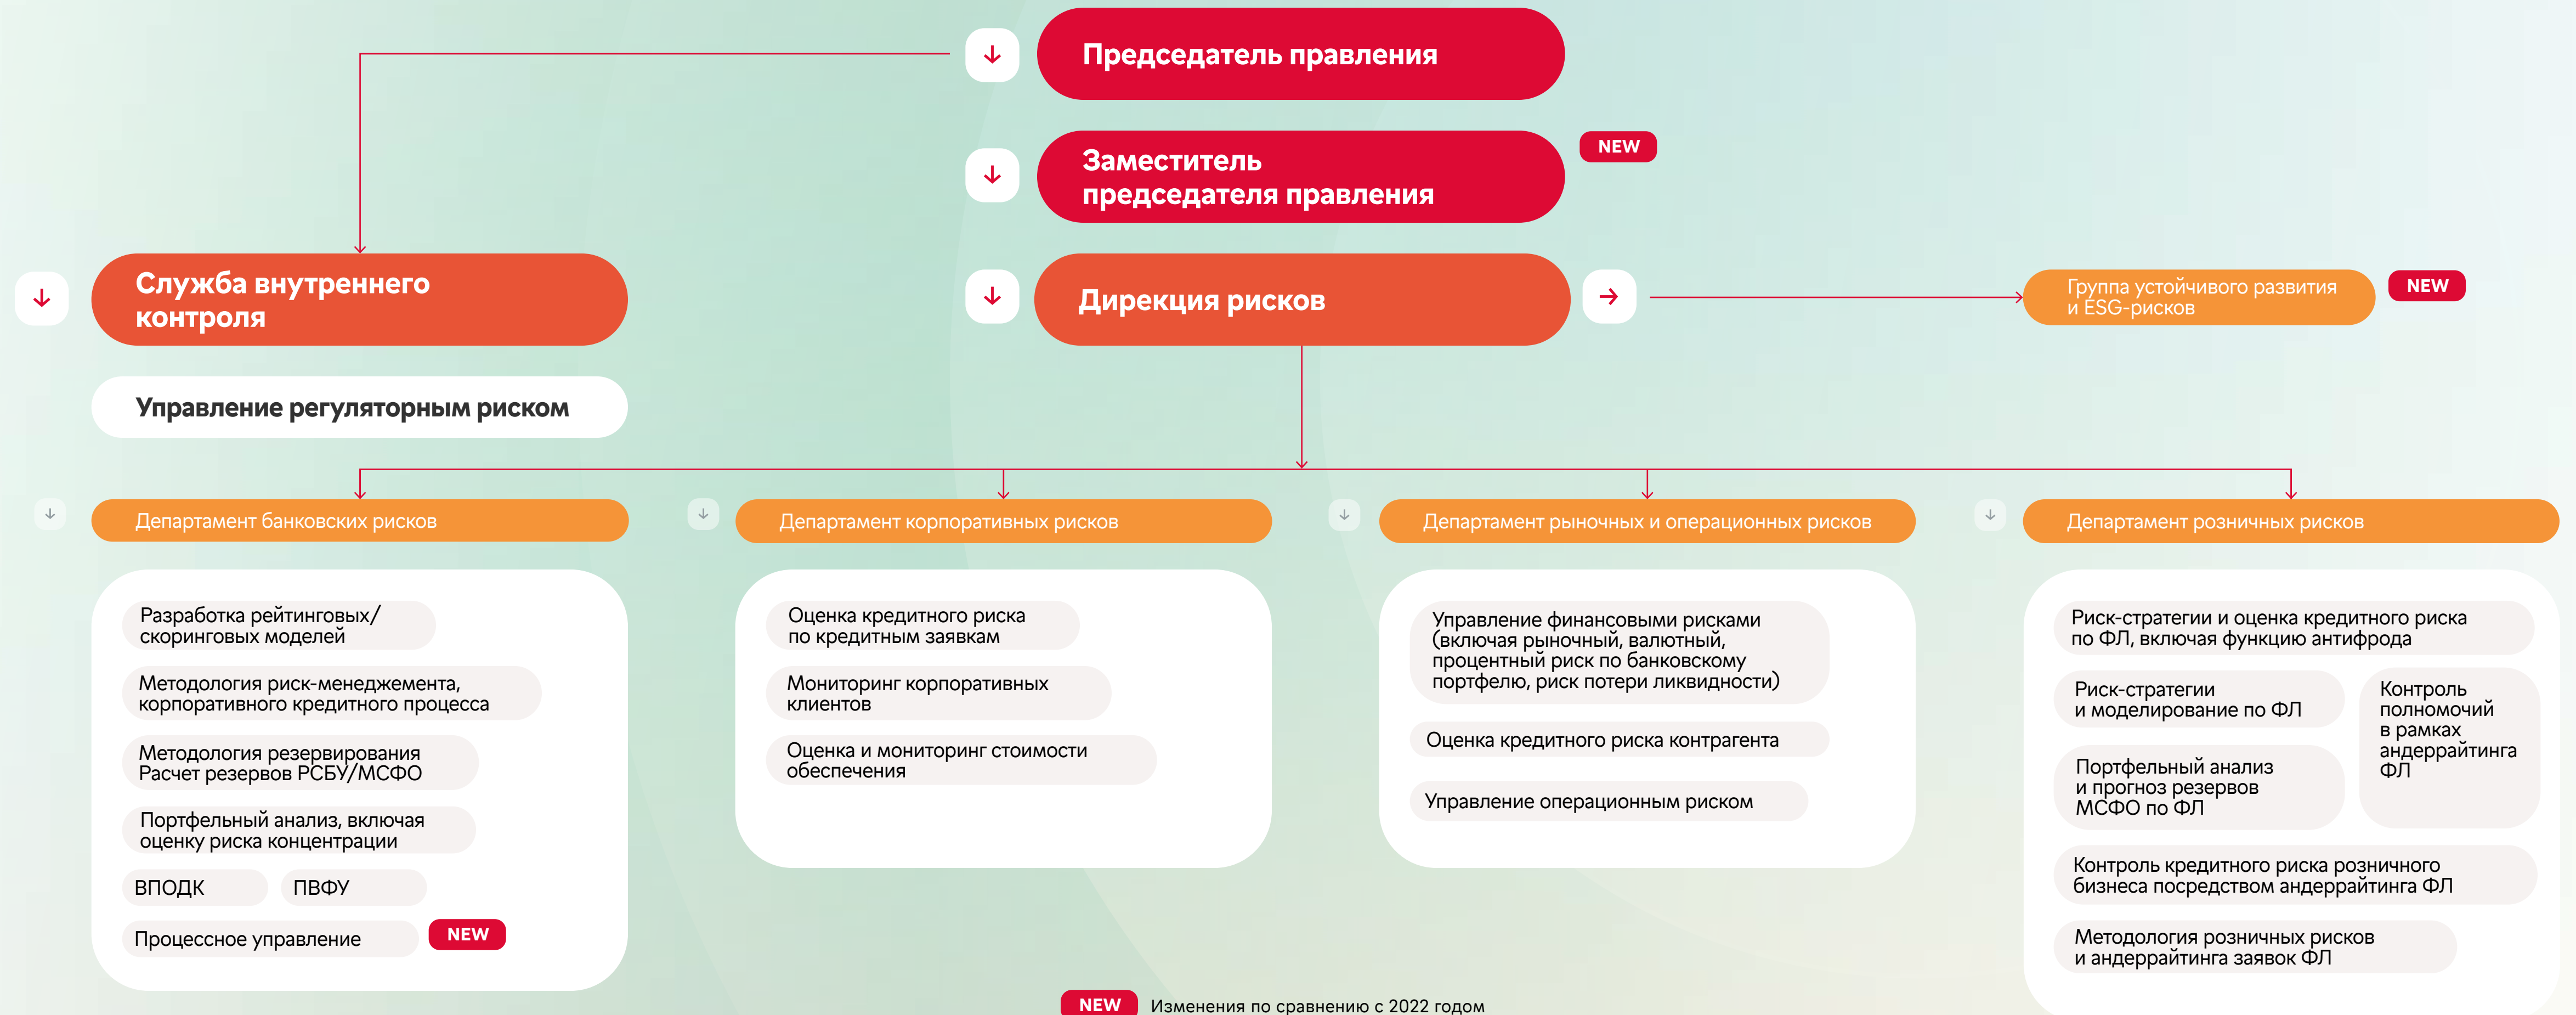 Председатель правления
Заместитель
председателя правления
NEW
Служба внутреннего
контроля
Дирекция рисков
Группа устойчивого развития
и ESG-рисков
NEW
Управление регуляторным риском
Департамент банковских рисков
Разработка рейтинговых/
скоринговых моделей
Методология риск-менеджемента,
корпоративного кредитного процесса
Методология резервирования
Расчет резервов РСБУ/МСФО
Портфельный анализ, включая
оценку риска концентрации
ВПОДК
ПВФУ
Процессное управление
NEW
Департамент корпоративных рисков
Оценка кредитного риска
по кредитным заявкам
Мониторинг корпоративных
клиентов
Оценка и мониторинг стоимости
обеспечения
Департамент рыночных и операционных рисков
Управление финансовыми рисками
(включая рыночный, валютный,
процентный риск по банковскому
портфелю, риск потери ликвидности)
Оценка кредитного риска контрагента
Управление операционным риском
Департамент розничных рисков
Риск-стратегии и оценка кредитного риска
по ФЛ, включая функцию антифрода
Риск-стратегии
и моделирование по ФЛ
Контроль
полномочий
в рамках
андеррайтинга
ФЛ
Портфельный анализ
и прогноз резервов
МСФО по ФЛ
Контроль кредитного риска розничного
бизнеса посредством андеррайтинга ФЛ
Методология розничных рисков
и андеррайтинга заявок ФЛ
NEW Изменения по сравнению с 2022 годом